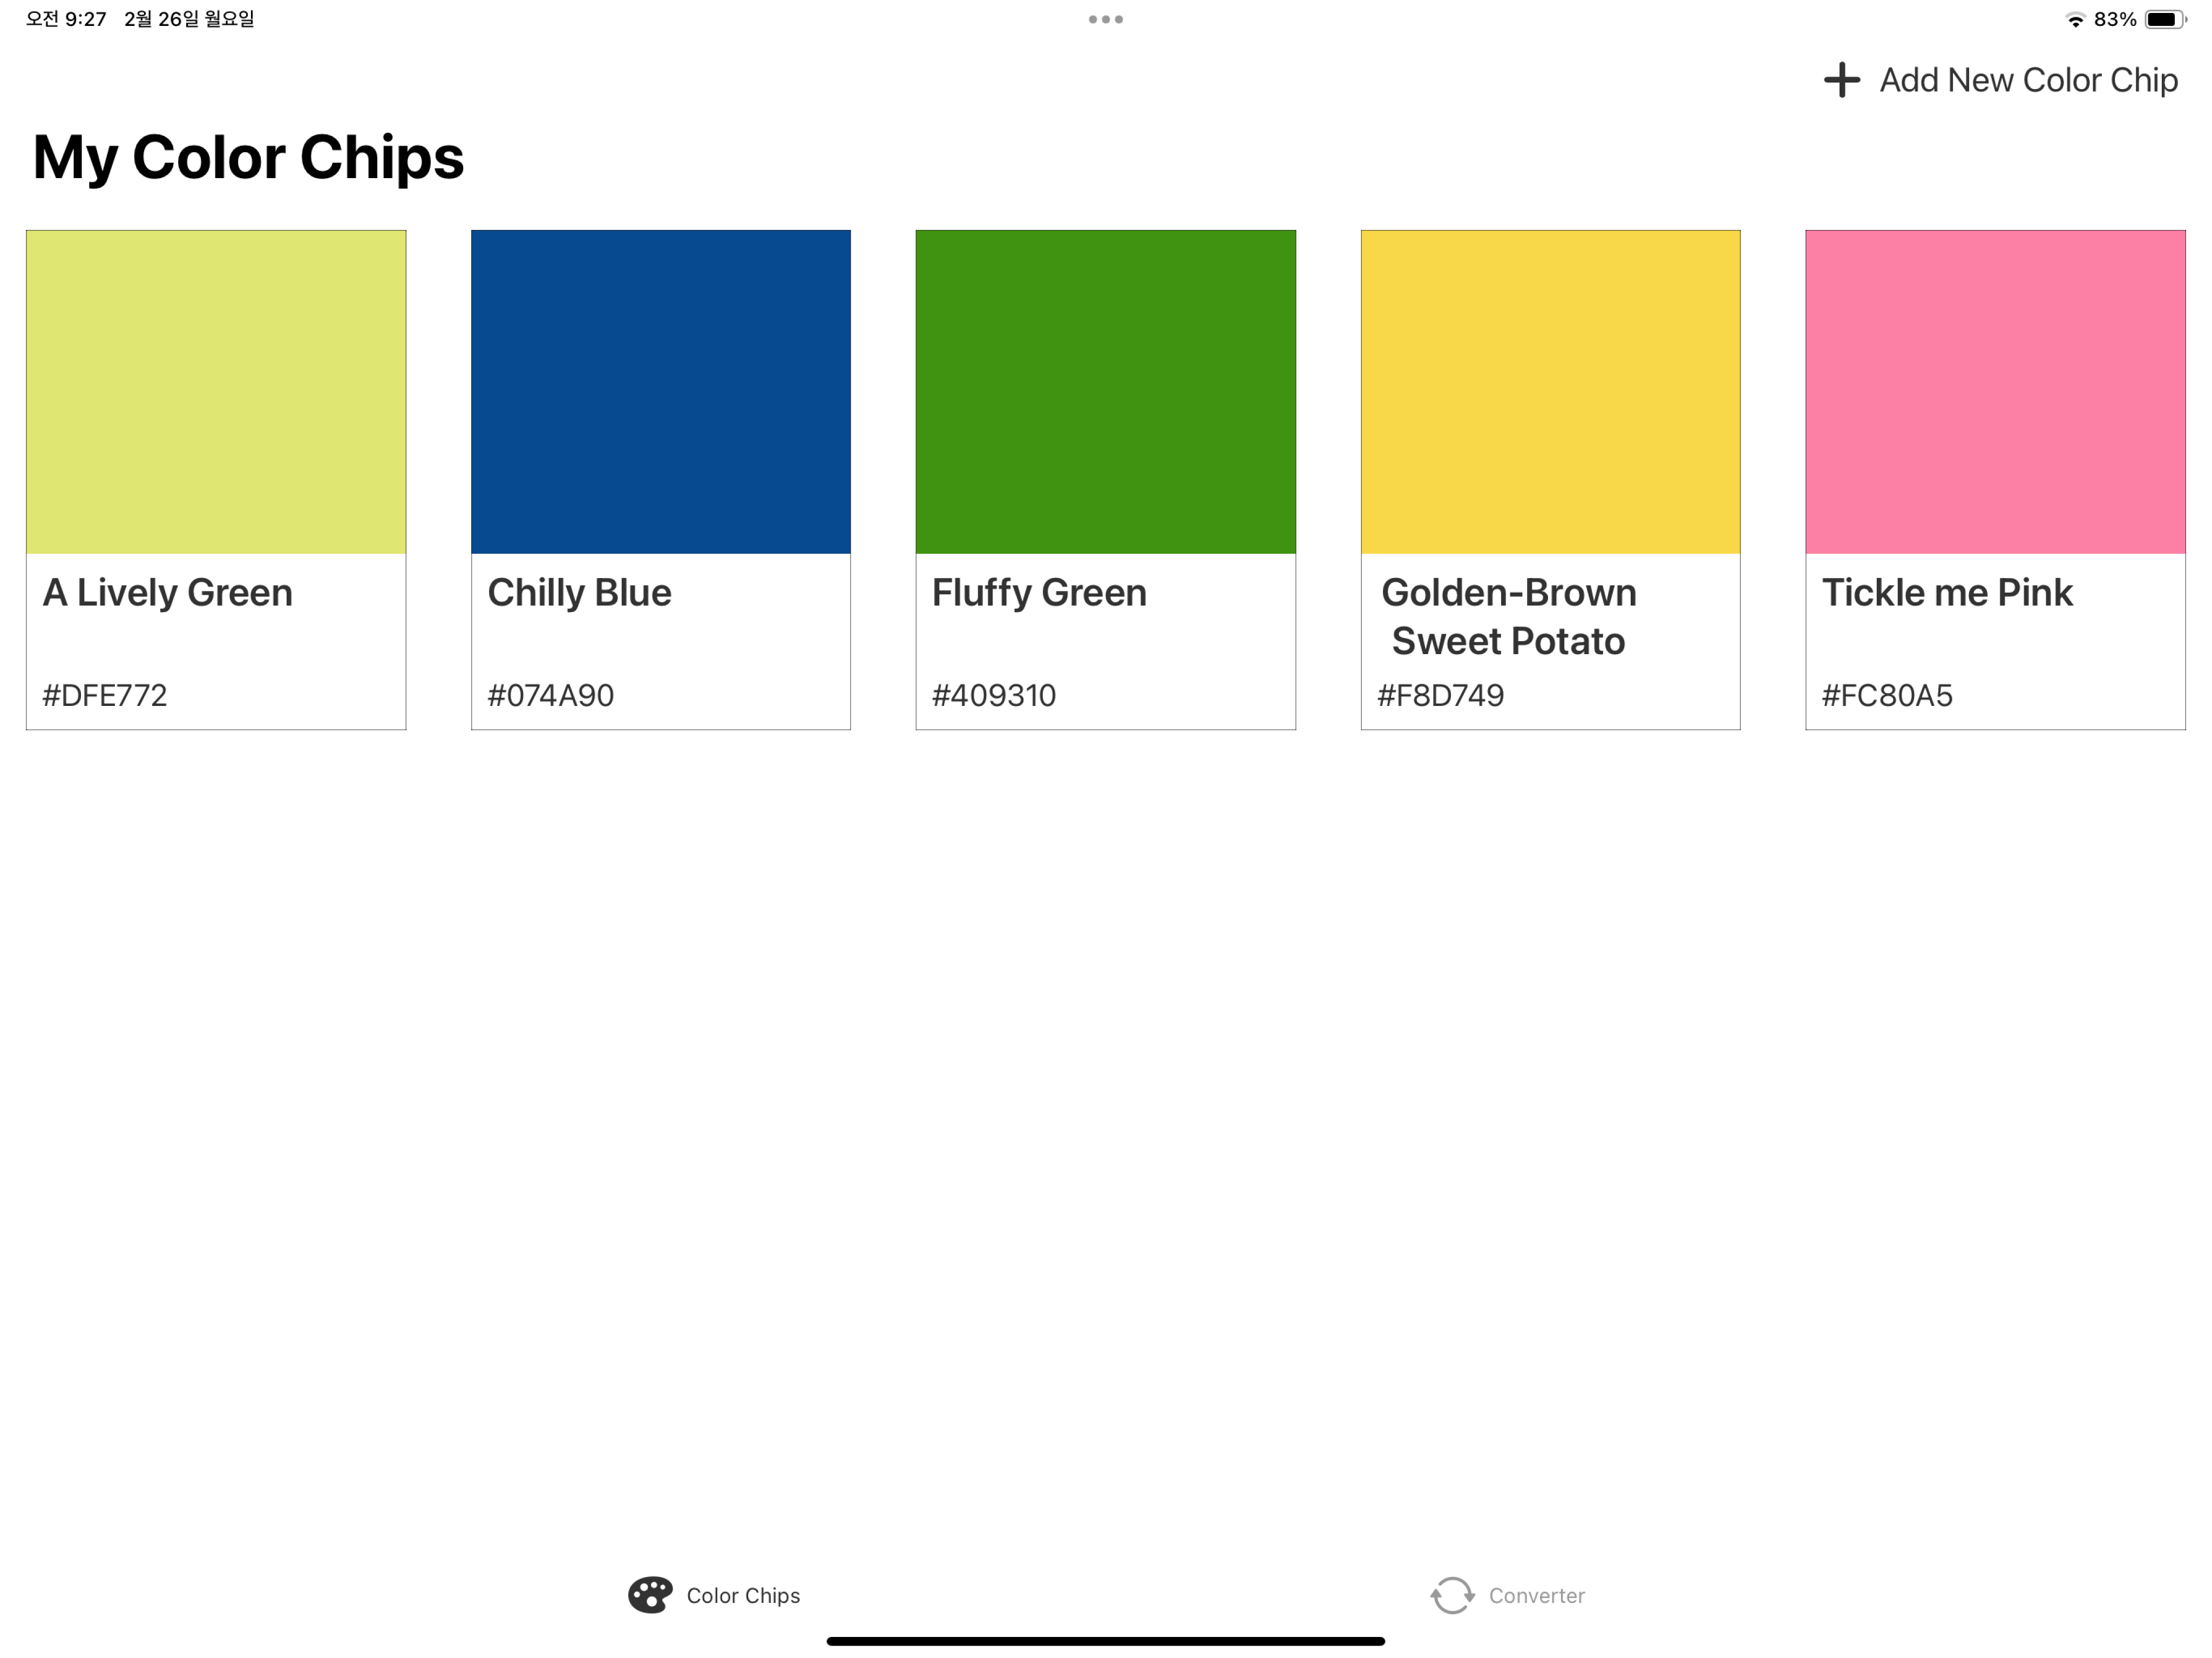 오전 9:27 2월 26일 월요일
83%
Add New Color Chip
My Color Chips
A Lively Green
#DFE772
Chilly Blue
#074A90
Fluffy Green
#409310
Golden-Brown
Sweet Potato
#F8D749
Tickle me Pink
#FC80A5
Color Chips
Converter